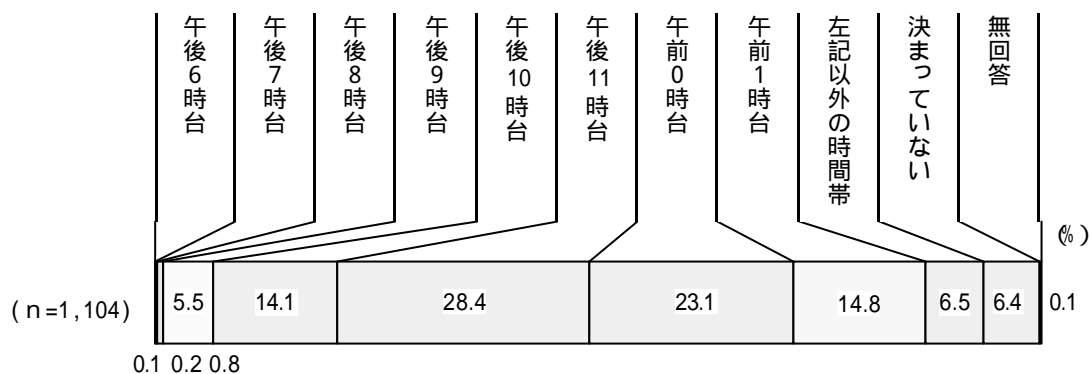 午後6時台
午後7時台
午後8時台
午後9時台
午後10時台
午後11時台
午前0時台
午前1時台
左記以外の時間帯
決まっていない
無回答
(%)
(n=1,104)
5.5
14.1
28.4
23.1
14.8
6.5
6.4
0.1
0.1 0.2 0.8